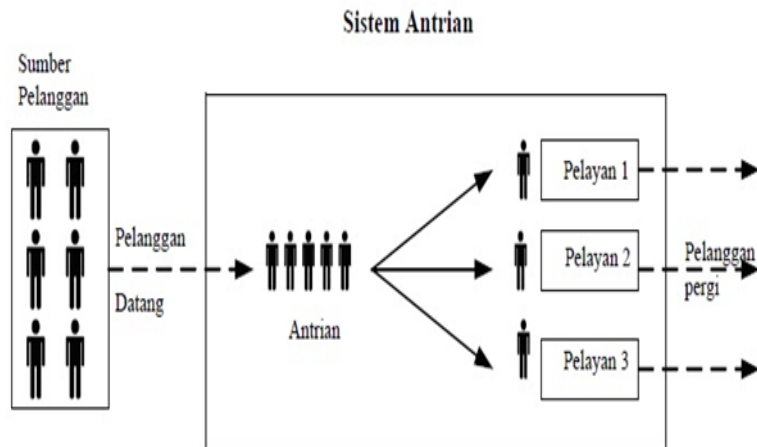 Sistem Antrian
Sumber
Pelanggan
Pelanggan
Datang
Antrian
Pelayan 1
Pelayan 2
Pelayan 3
Pelanggan
pergi